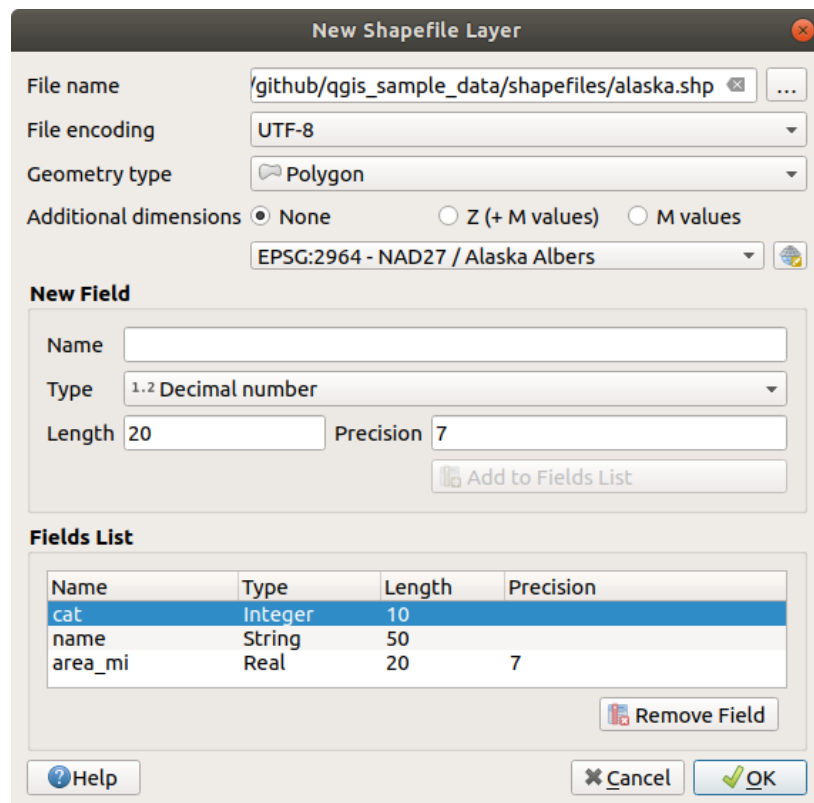 New Shapefile Layer
File name /github/qgis_sample_data/shapefiles/alaska.shp ...
File encoding UTF-8
Geometry type Polygon
Additional dimensions None Z (+ M values) M values
EPSG:2964 - NAD27 / Alaska Albers
New Field
Name
Type 1.2 Decimal number
Length 20 Precision 7
Add to Fields List
Fields List
Name Type Length Precision
cat Integer 10
name String 50
area_mi Real 20 7
Remove Field
?Help Cancel OK